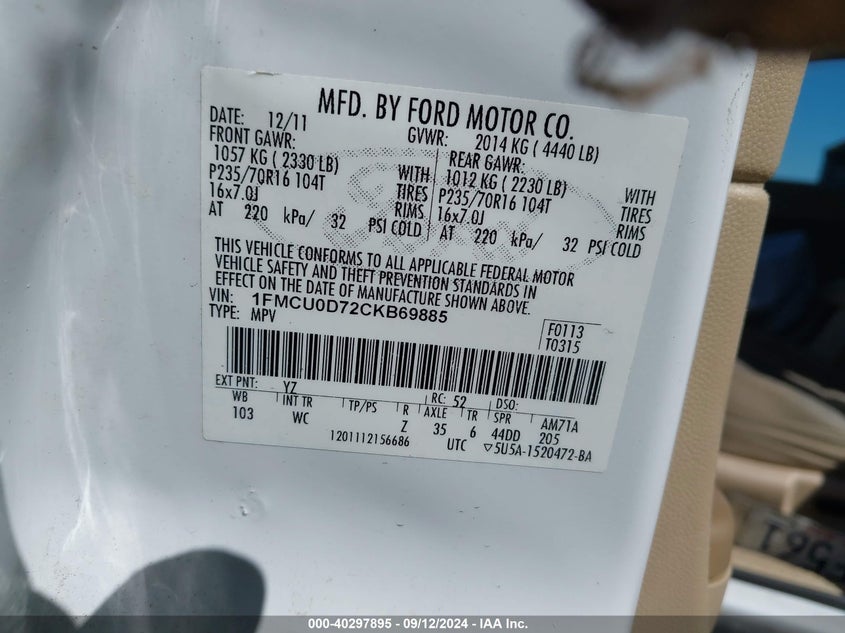 MFD. BY FORD MOTOR CO.
DATE: 12/11 GVWR: 2014 KG ( 4440 LB)
FRONT GAWR: REAR GAWR:
1057 KG ( 2330 LB) WITH 1012 KG ( 2230 LB) WITH
P235/70R16 104T TIRES P235/70R16 104T TIRES
16x7.0J RIMS 16x7.0J RIMS
AT 220 kPa/ 32 PSI COLD AT 220 kPa/ 32 PSI COLD
THIS VEHICLE CONFORMS TO ALL APPLICABLE FEDERAL MOTOR
VEHICLE SAFETY AND THEFT PREVENTION STANDARDS IN
EFFECT ON THE DATE OF MANUFACTURE SHOWN ABOVE.
VIN: 1FMCU0D72CKB69885
TYPE: MPV
F0113
T0315
EXT PNT: YZ RC: 52 DSO:
WB INT TR TP/PS R AXLE TR SPR AM71A
103 WC Z 35 6 44DD 205
1201112156686 UTC ▽5U5A-1520472-BA
000-40297895 - 09/12/2024 - IAA Inc.